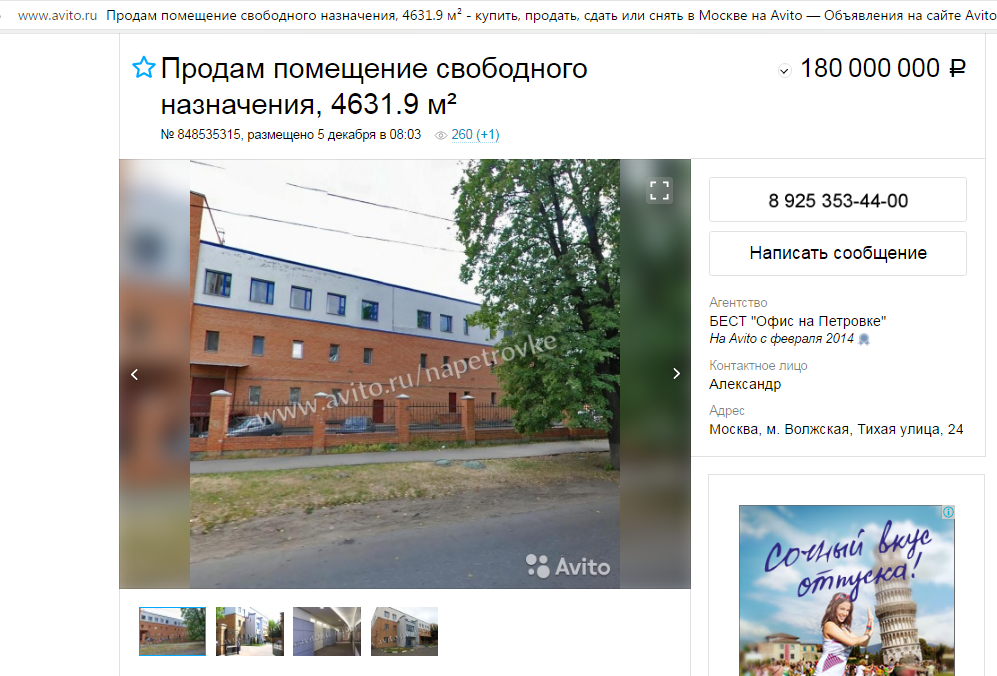 www.avito.ru Продам помещение свободного назначения, 4631.9 м² - купить, продать, сдать или снять в Москве на Avito — Объявления на сайте Avito
Продам помещение свободного
назначения, 4631.9 м²
180 000 000 ₽
№ 848535315, размещено 5 декабря в 08:03 260 (+1)
8 925 353-44-00
Написать сообщение
Агентство
БЕСТ "Офис на Петровке"
На Avito с февраля 2014
Контактное лицо
Александр
Адрес
Москва, м. Волжская, Тихая улица, 24
www.avito.ru/napetrovke
Avito
Сочный вкус
отпуска!